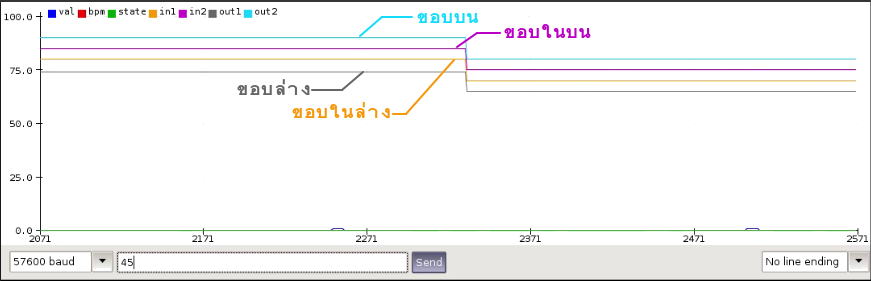 100.0 val bpm state in1 in2 out1 out2
ขอบบน
ขอบในบน
75.0
ขอบล่าง
ขอบในล่าง
50.0
25.0
0.0
2071 2171 2271 2371 2471 2571
57600 baud 45 Send No line ending